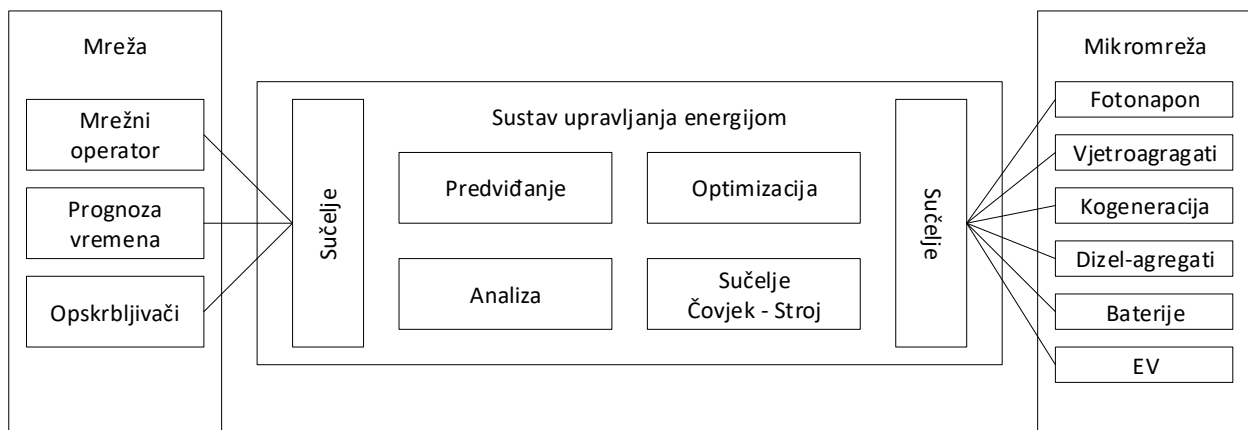 Mreža
Mrežni
operator
Prognoza
vremena
Opskrbljivači
Sustav upravljanja energijom
Sučelje
Predviđanje
Optimizacija
Analiza
Sučelje
Čovjek - Stroj
Sučelje
Mikromreža
Fotonapon
Vjetroagragati
Kogeneracija
Dizel-agregati
Baterije
EV